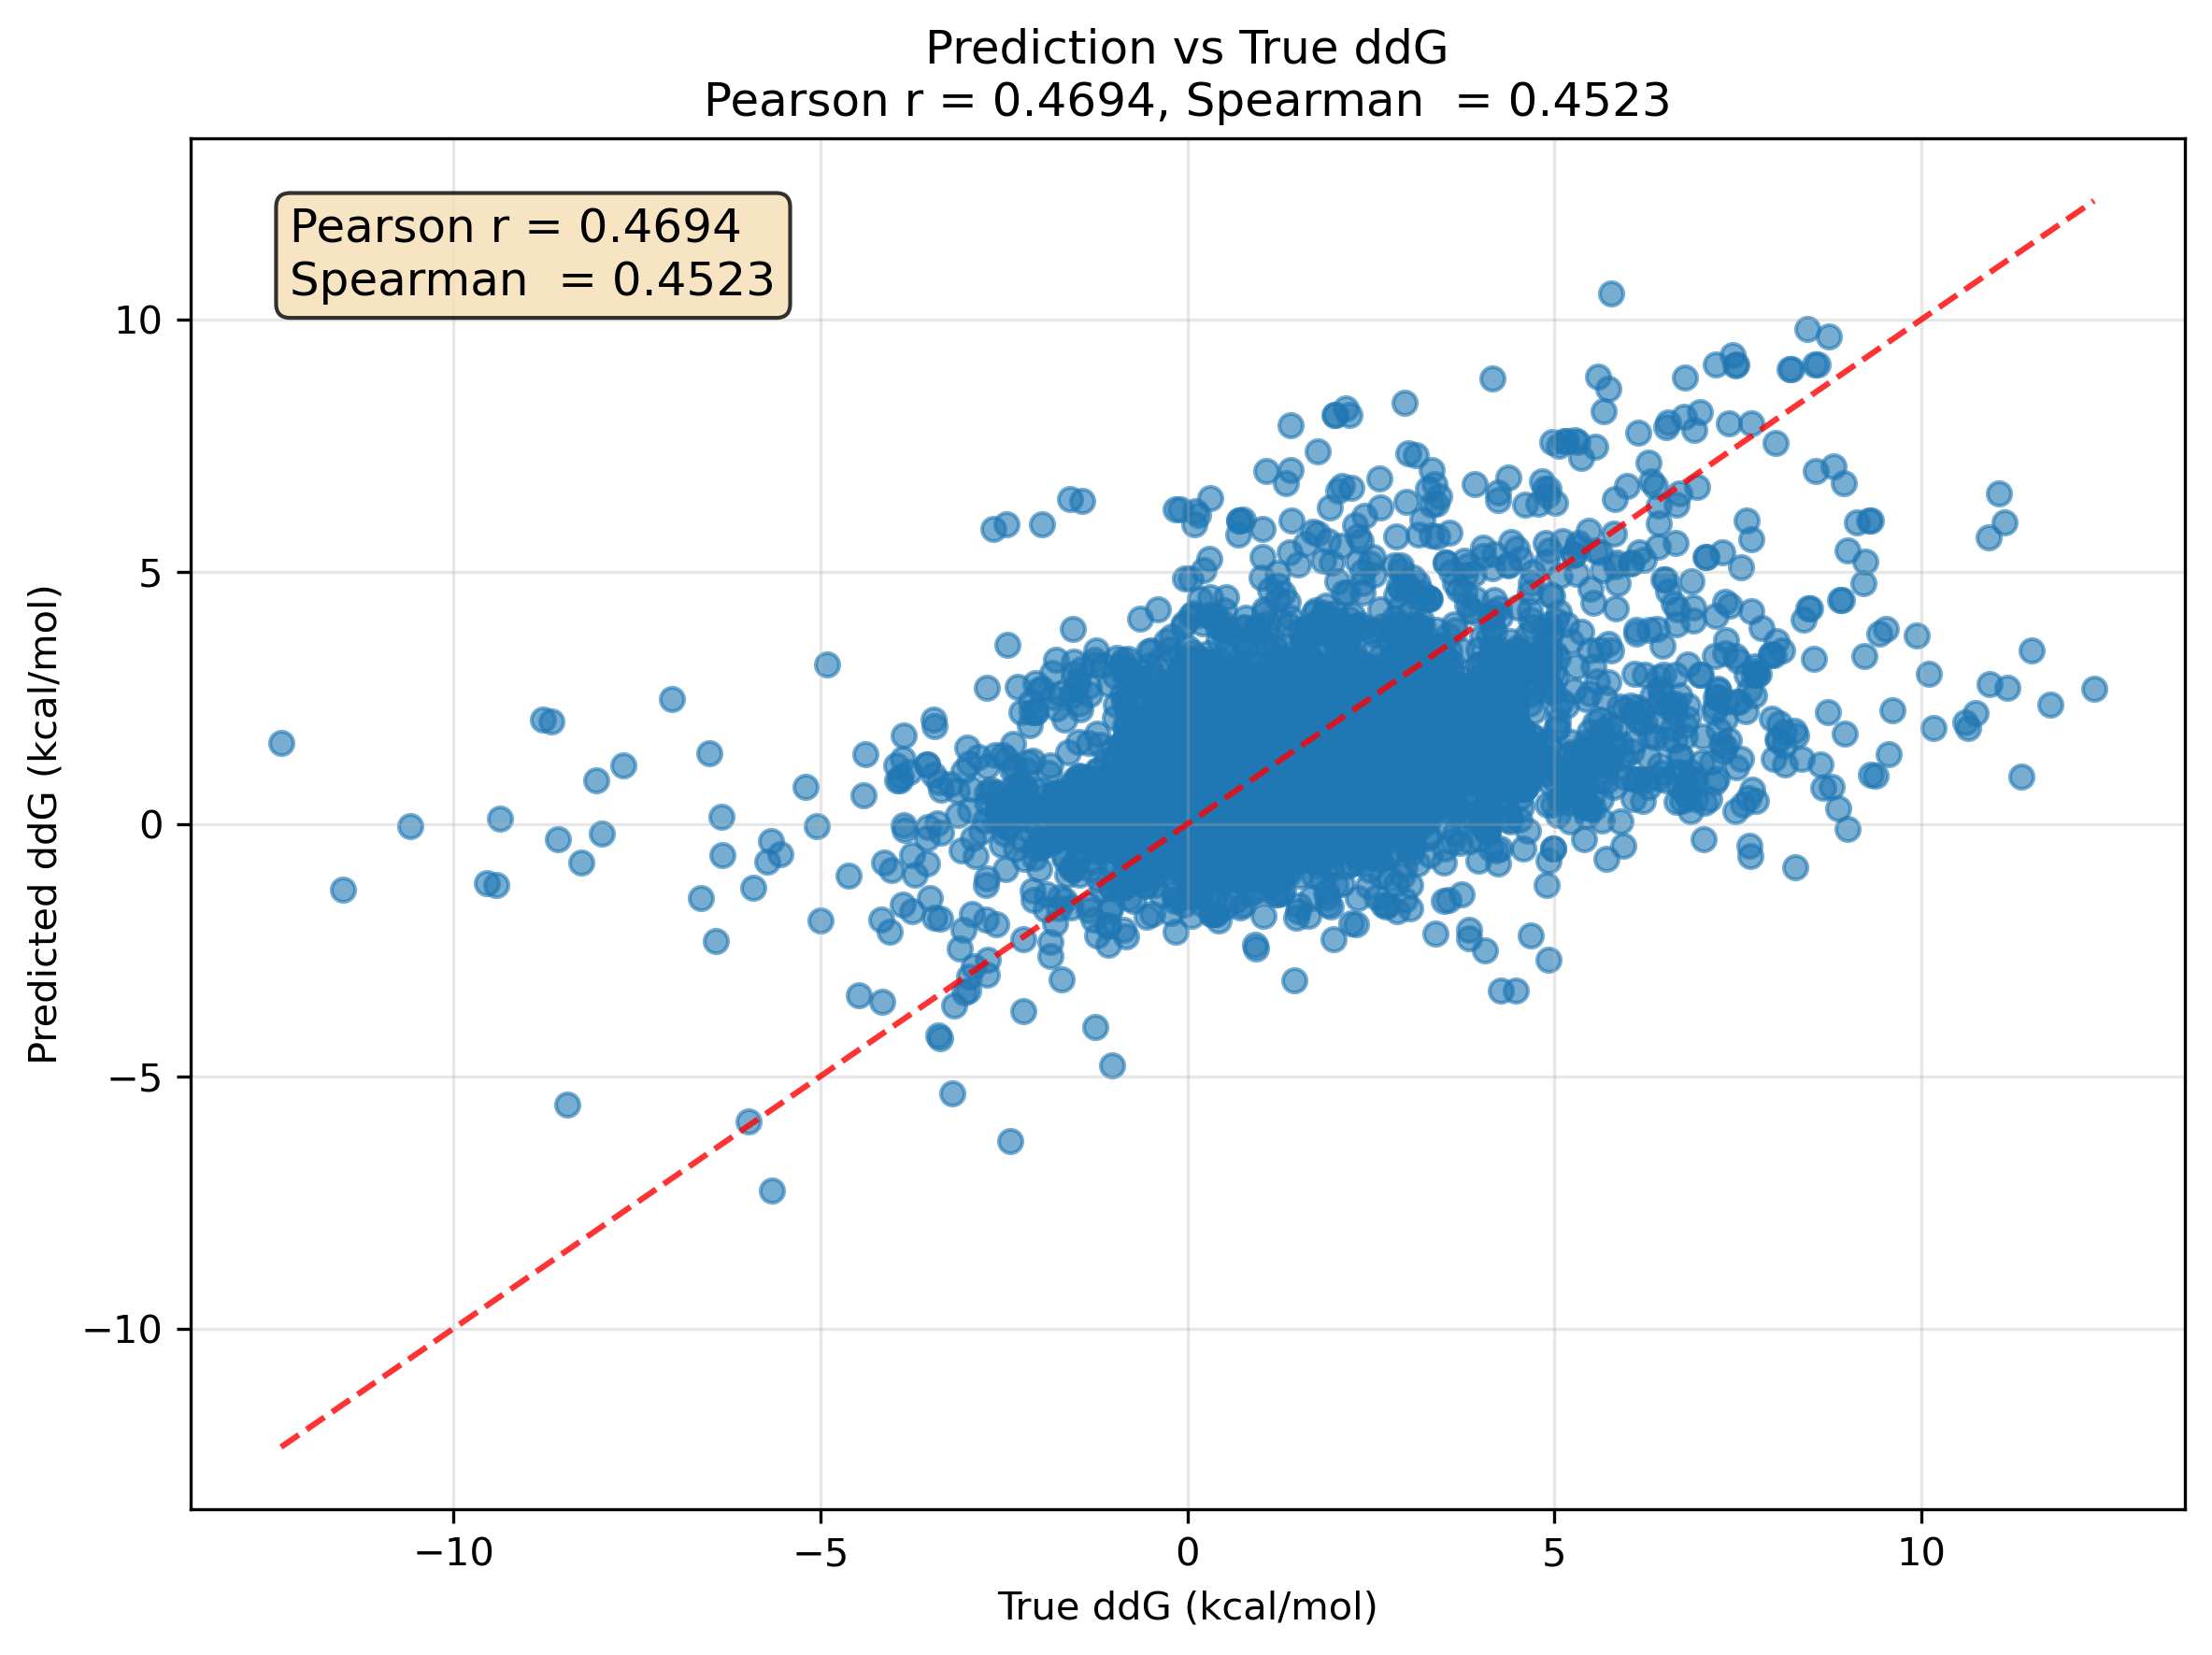 Prediction vs True ddG
Pearson r = 0.4694, Spearman  = 0.4523
Pearson r = 0.4694
Spearman  = 0.4523
10
5
0
−5
−10
Predicted ddG (kcal/mol)
−10
−5
0
5
10
True ddG (kcal/mol)